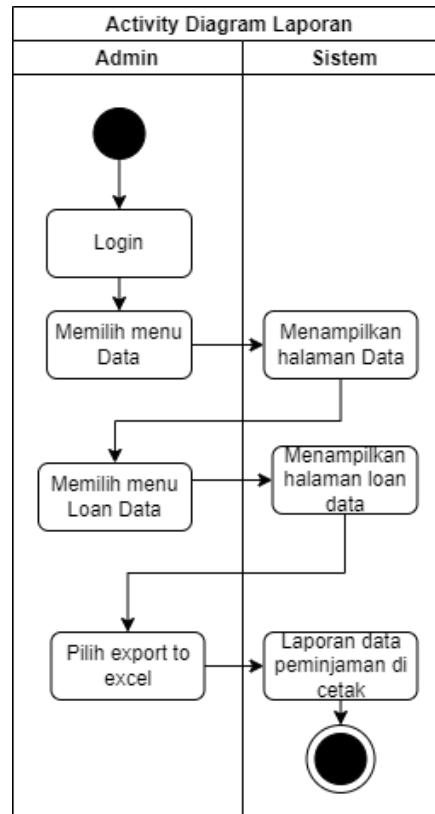 Activity Diagram Laporan
Admin
Sistem
Login
Memilih menu
Data
Menampilkan
halaman Data
Memilih menu
Loan Data
Menampilkan
halaman loan
data
Pilih export to
excel
Laporan data
peminjaman di
cetak